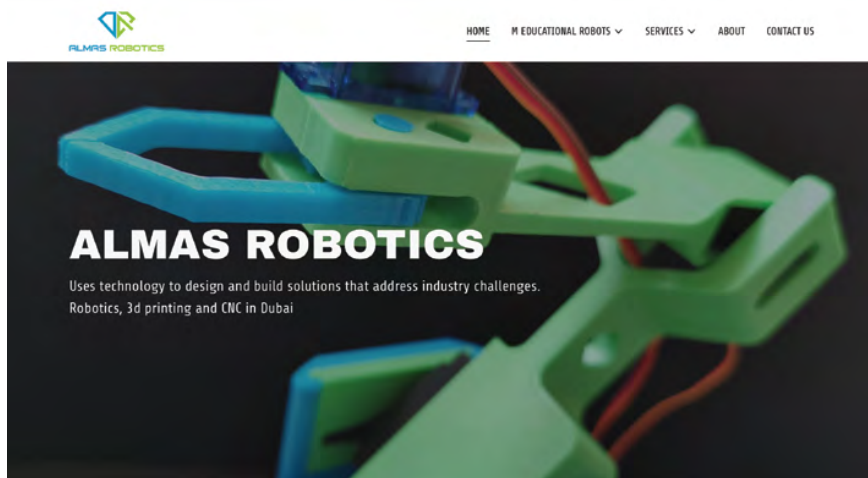 ALMAS ROBOTICS
HOME
M EDUCATIONAL ROBOTS
SERVICES
ABOUT
CONTACT US
ALMAS ROBOTICS
Uses technology to design and build solutions that address industry challenges.
Robotics, 3d printing and CNC in Dubai